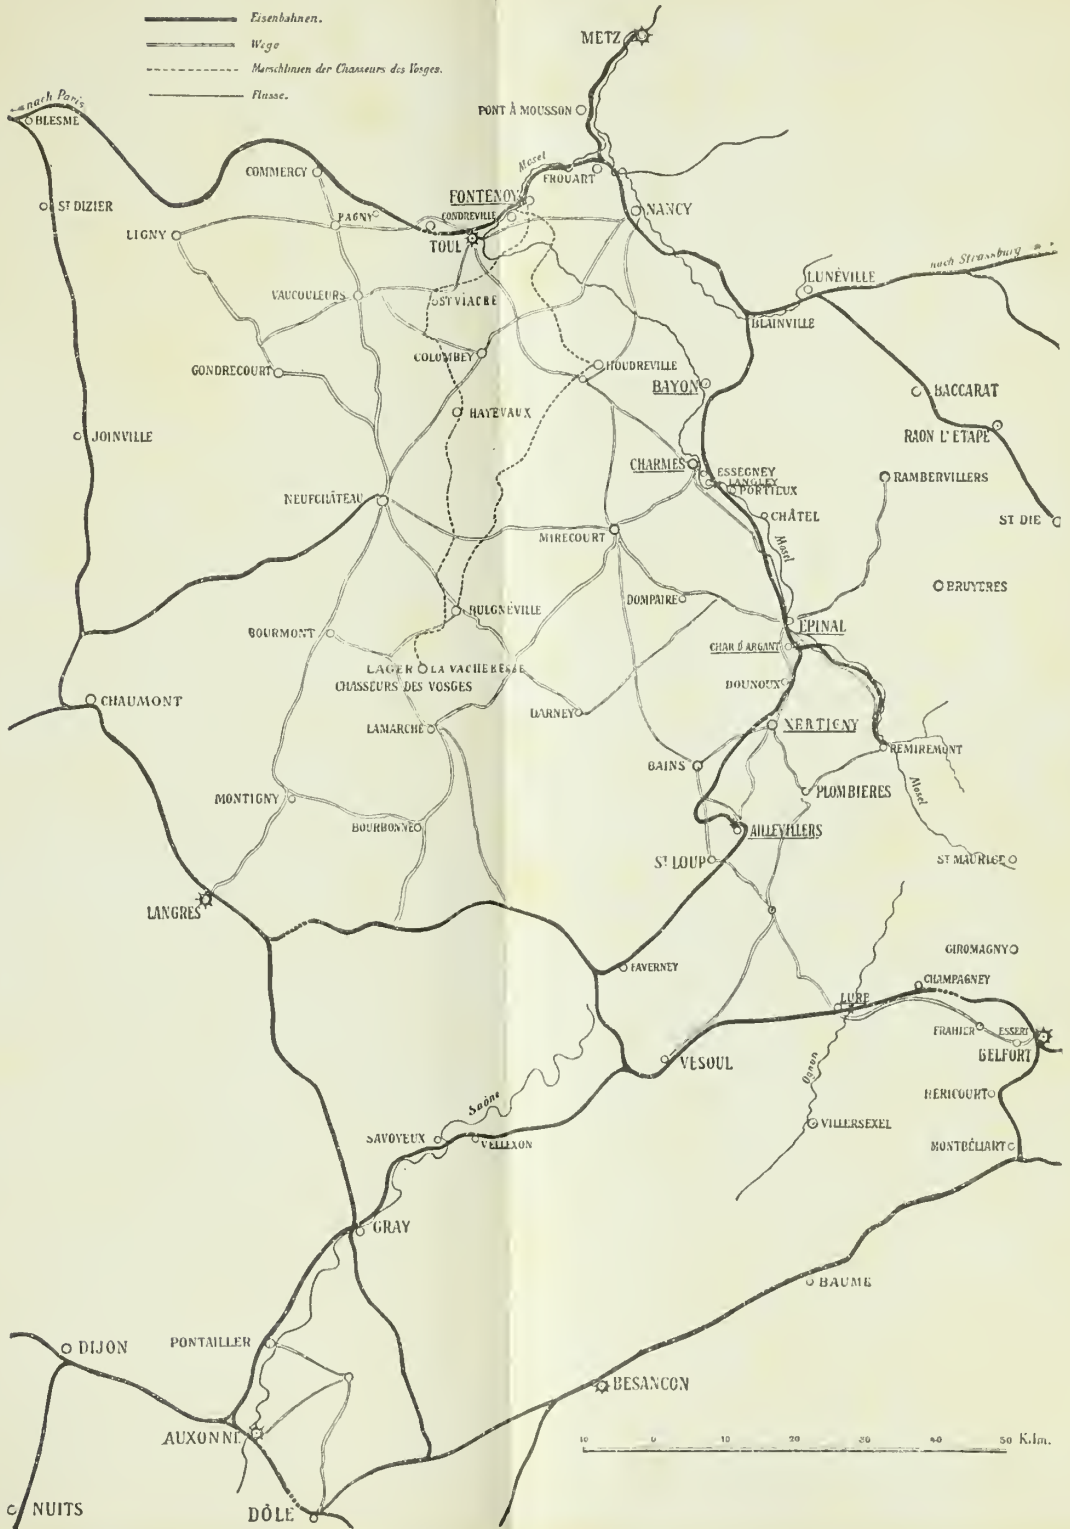 Eisenbahnen.
Wege
Marschlinien der Chasseurs des Vosges.
Flüsse.
METZ
nach Paris
BLESME
PONT À MOUSSON
Mosel
COMMERCY
FROUART
FONTENOY
ST DIZIER
PAGNY
GONDREVILLE
NANCY
LIGNY
TOUL
nach Strassburg
LUNÉVILLE
VAUCOULEURS
ST VIACRE
BLAINVILLE
COLUMBEY
HOUDREVILLE
GONDRECOURT
BAYON
BACCARAT
HAYEVAUX
JOINVILLE
RAON L'ETAPE
CHARMES
ESSEGNEY
LANGLEY
PORTIEUX
RAMBERVILLERS
NEUFCHÂTEAU
CHÂTEL
ST DIE
MIRECOURT
Mosel
BRUYERES
DOMPAIRE
BULGNÉVILLE
EPINAL
BOURMONT
CHAR D'ARGANT
LAGER LA VACHERESSE
CHASSEURS DES VOSGES
DOUNOUX
CHAUMONT
DARNEY
XERTIGNY
LAMARCHE
REMIREMONT
BAINS
Mosel
PLOMBIERES
MONTIGNY
BOURBONNE
AILLEVILLERS
ST LOUP
ST MAURICE
LANGRES
GIROMAGNY
FAVERNEY
CHAMPAGNEY
LURE
FRAHIER
ESSERT
BELFORT
VESOUL
Ognon
HÉRICOURT
Saône
VILLERSEXEL
SAVOYEUX
VELLEXON
MONTBÉLIART
GRAY
BAUME
DIJON
PONTAILLER
BESANCON
AUXONNE
10 0 10 20 30 40 50 K.lm.
NUITS
DÔLE